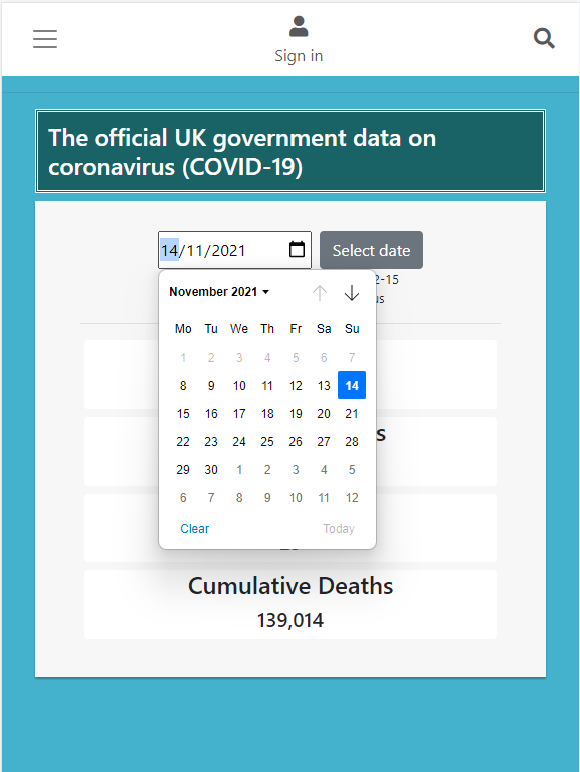 Sign in
The official UK government data on
coronavirus (COVID-19)
14/11/2021
Select date
2-15
November 2021
Mo Tu We Th Fr Sa Su
1 2 3 4 5 6 7
8 9 10 11 12 13 14
15 16 17 18 19 20 21
22 23 24 25 26 27 28
29 30 1 2 3 4 5
6 7 8 9 10 11 12
Clear Today
Cumulative Deaths
139,014